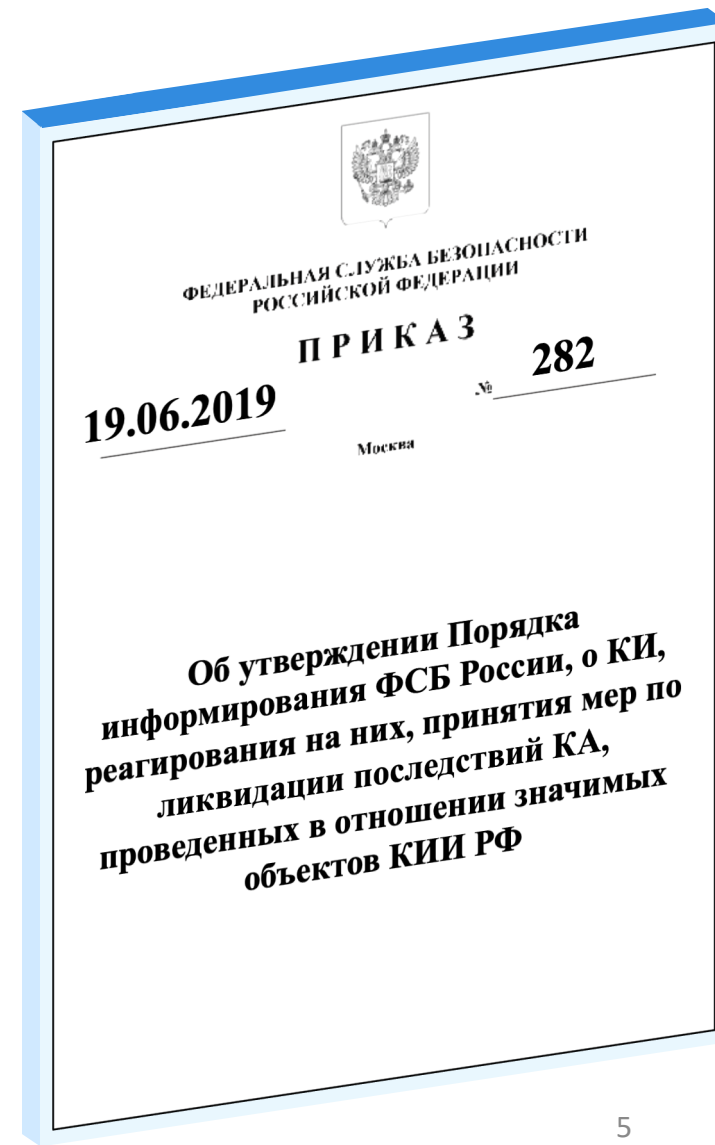 ФЕДЕРАЛЬНАЯ СЛУЖБА БЕЗОПАСНОСТИ
РОССИЙСКОЙ ФЕДЕРАЦИИ
П Р И К А З
19.06.2019 № 282
Москва
Об утверждении Порядка
информирования ФСБ России, о КИ,
реагирования на них, принятия мер по
ликвидации последствий КА,
проведенных в отношении значимых
объектов КИИ РФ
5